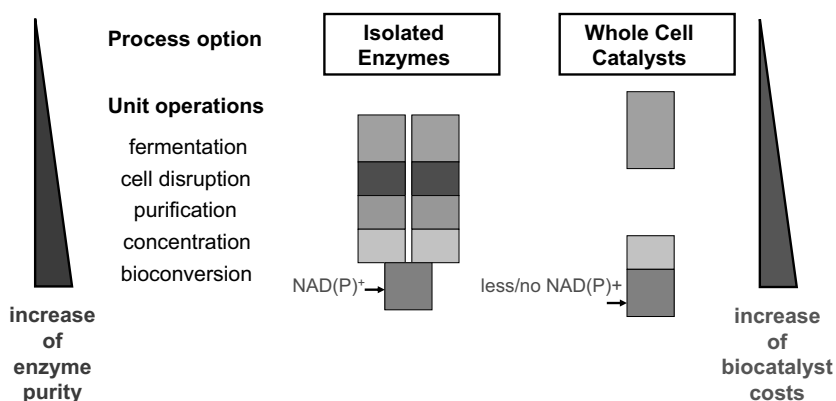 Process option
Isolated
Enzymes
Whole Cell
Catalysts
Unit operations
fermentation
cell disruption
purification
concentration
bioconversion
NAD(P)⁺
less/no NAD(P)+
increase
of
enzyme
purity
increase
of
biocatalyst
costs